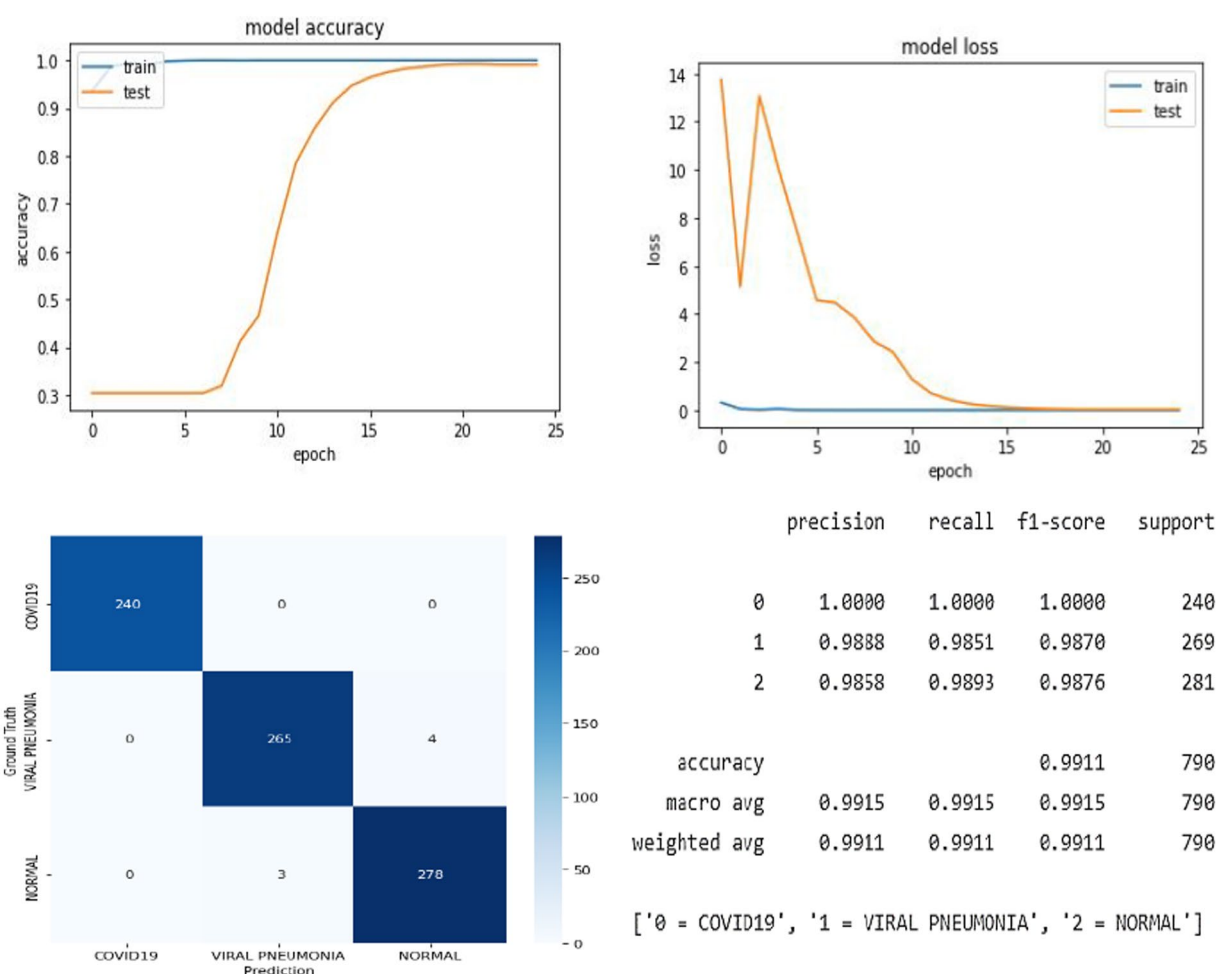 model accuracy
1.0
0.9
0.8
0.7
0.6
0.5
0.4
0.3
accuracy
train
test
0 5 10 15 20 25
epoch
model loss
14
12
10
8
6
4
2
0
loss
train
test
0 5 10 15 20 25
epoch
COVID19
VIRAL PNEUMONIA
NORMAL
Ground Truth
240 0 0
0 265 4
0 3 278
COVID19 VIRAL PNEUMONIA NORMAL
Prediction
250
200
150
100
50
0
precision recall f1-score support
0 1.0000 1.0000 1.0000 240
1 0.9888 0.9851 0.9870 269
2 0.9858 0.9893 0.9876 281
accuracy 0.9911 790
macro avg 0.9915 0.9915 0.9915 790
weighted avg 0.9911 0.9911 0.9911 790
['0 = COVID19', '1 = VIRAL PNEUMONIA', '2 = NORMAL']